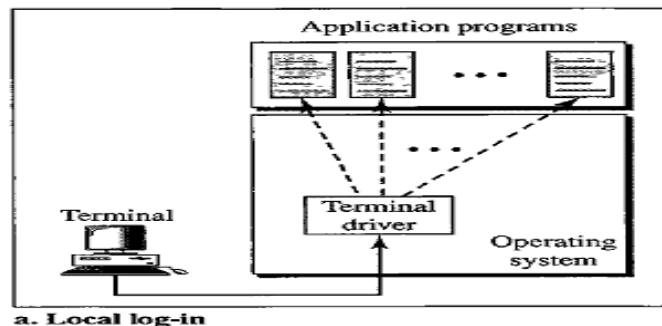 Application programs
Terminal
Terminal
driver
Operating
system
a. Local log-in